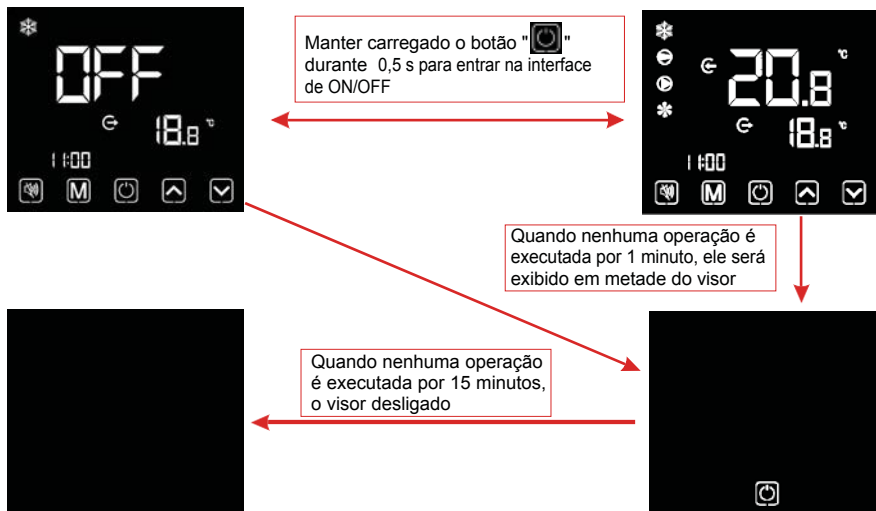 OFF
18.8 °C
11:00
M
Manter carregado o botão " "
durante 0,5 s para entrar na interface
de ON/OFF
20.8 °C
18.8 °C
11:00
M
Quando nenhuma operação é
executada por 1 minuto, ele será
exibido em metade do visor
Quando nenhuma operação
é executada por 15 minutos,
o visor desligado